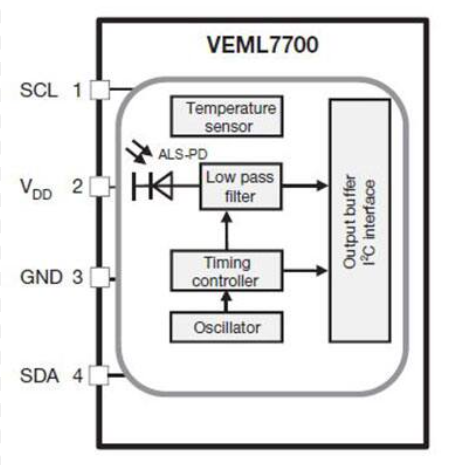 VEML7700
SCL 1
Temperature
sensor
ALS-PD
VDD 2
Low pass
filter
Output buffer
I²C interface
GND 3
Timing
controller
Oscillator
SDA 4